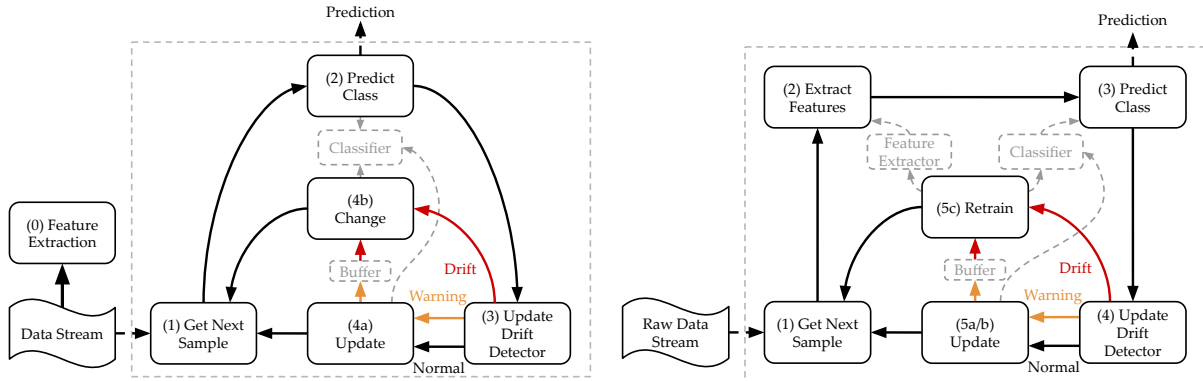 Prediction
(2) Predict
Class
Classifier
(4b)
Change
(0) Feature
Extraction
Buffer
Drift
Warning
Data Stream
(1) Get Next
Sample
(4a)
Update
(3) Update
Drift
Detector
Normal
Prediction
(2) Extract
Features
(3) Predict
Class
Feature
Extractor
Classifier
(5c) Retrain
Buffer
Drift
Warning
Raw Data
Stream
(1) Get Next
Sample
(5a/b)
Update
(4) Update
Drift
Detector
Normal